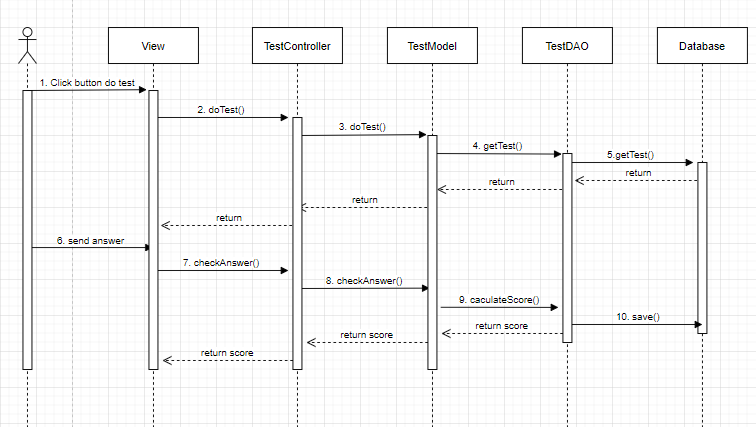 View
TestController
TestModel
TestDAO
Database
1. Click button do test
2. doTest()
3. doTest()
4. getTest()
5.getTest()
return
return
return
return
6. send answer
7. checkAnswer()
8. checkAnswer()
9. caculateScore()
10. save()
return score
return score
return score